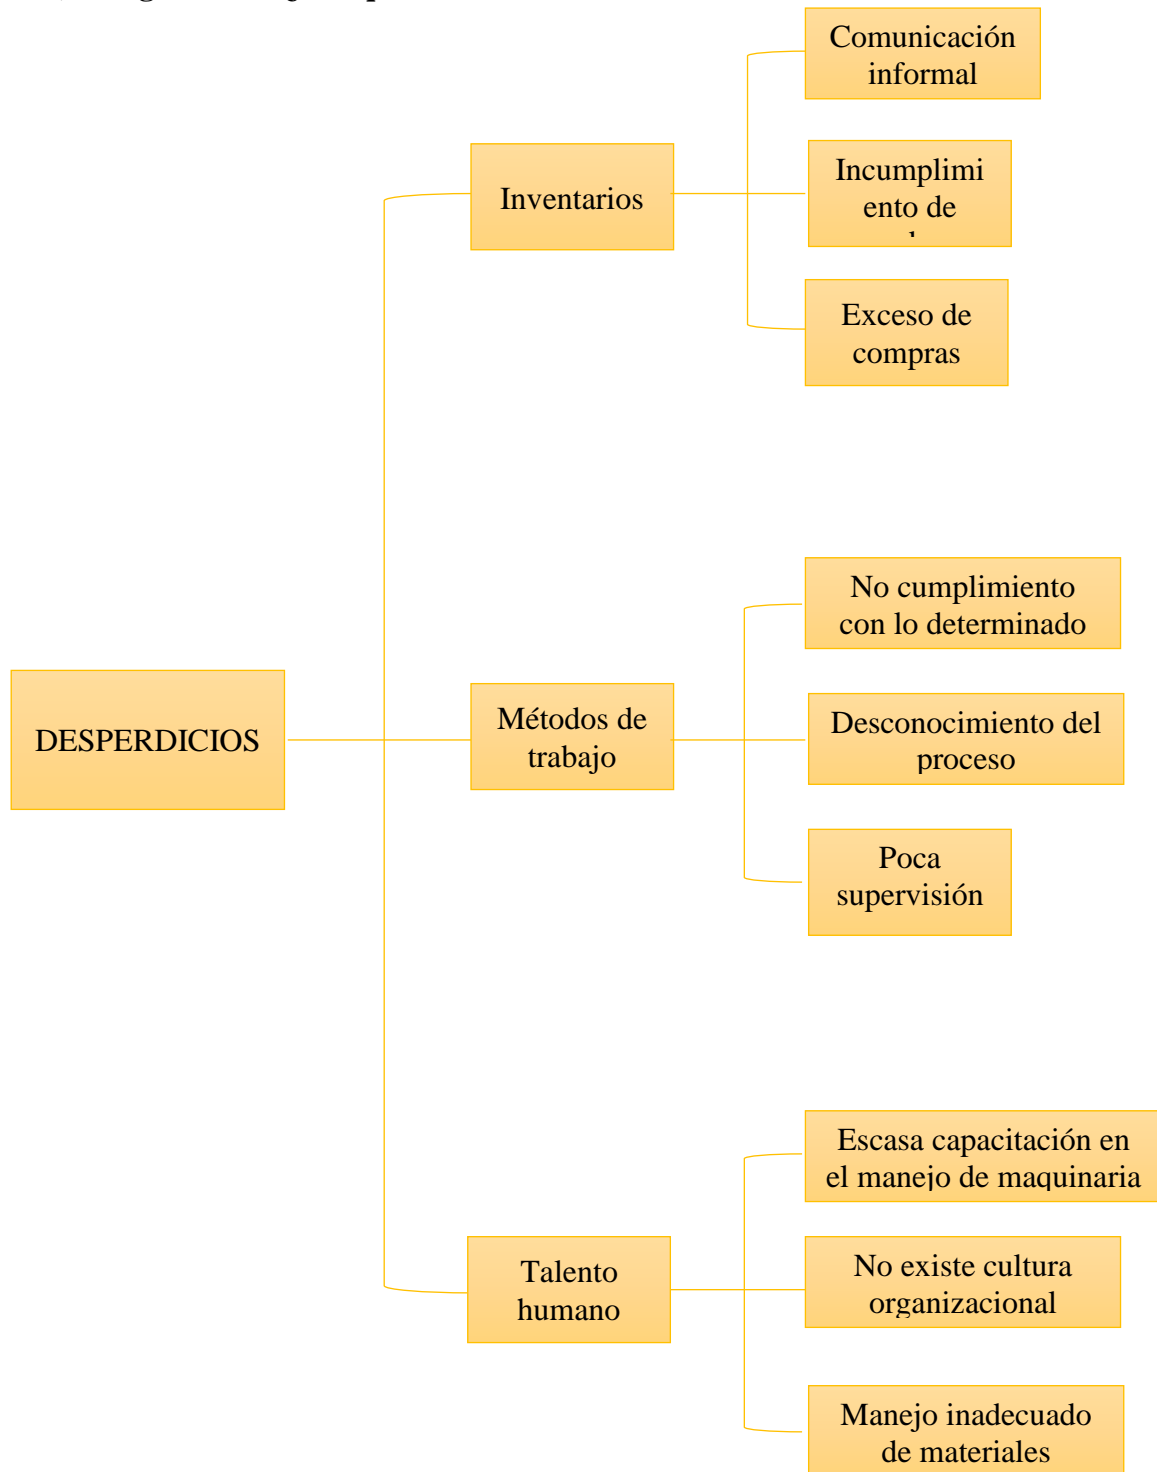 Comunicación
informal
Inventarios
Incumplimi
ento de
Exceso de
compras
No cumplimiento
con lo determinado
DESPERDICIOS
Métodos de
trabajo
Desconocimiento del
proceso
Poca
supervisión
Escasa capacitación en
el manejo de maquinaria
Talento
humano
No existe cultura
organizacional
Manejo inadecuado
de materiales